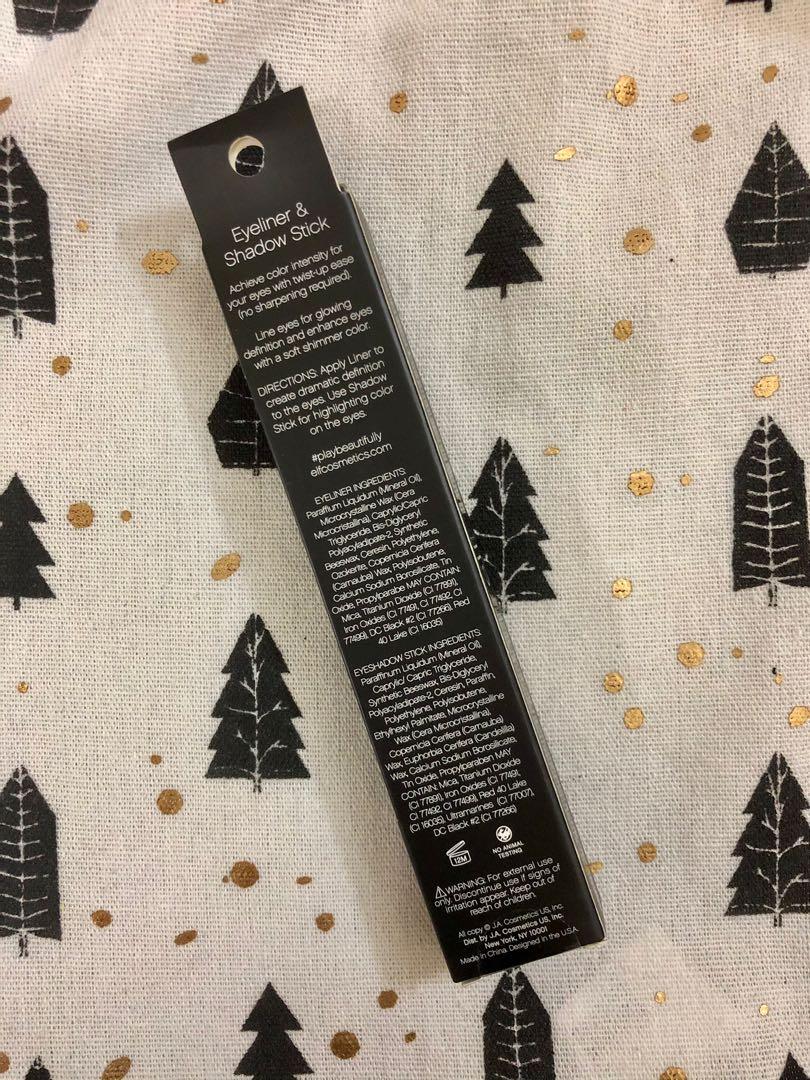 Eyeliner &
Shadow Stick
Achieve color intensity for
your eyes with twist-up ease
(no sharpening required).
Line eyes for glowing
definition and enhance eyes
with a soft shimmer color.
DIRECTIONS: Apply Liner to
create dramatic definition
to the eyes. Use Shadow
Stick for highlighting color
on the eyes.
#playbeautifully
elfcosmetics.com
EYELINER INGREDIENTS:
Paraffinum Liquidum (Mineral Oil),
Microcrystalline Wax (Cera
Microcristallina), Caprylic/Capric
Triglyceride, Bis-Diglyceryl
Polyacyladipate-2, Synthetic
Beeswax, Ceresin, Polyethylene,
Ozokerite, Copernicia Cerifera
(Carnauba) Wax, Polyisobutene,
Calcium Sodium Borosilicate, Tin
Oxide, Propylparabe MAY CONTAIN:
Mica, Titanium Dioxide (CI 77891),
Iron Oxides (CI 77491, CI 77492, CI
77499), DC Black #2 (CI 77266), Red
40 Lake (CI 16035)
EYESHADOW STICK INGREDIENTS:
Paraffinum Liquidum (Mineral Oil),
Caprylic/ Capric Triglyceride,
Synthetic Beeswax, Bis-Diglyceryl
Polyacyladipate-2, Ceresin, Paraffin,
Polyethylene, Polyisobutene,
Ethylhexyl Palmitate, Microcrystalline
Wax (Cera Microcristallina),
Copernicia Cerifera (Carnauba)
Wax, Euphorbia Cerifera (Candelilla)
Wax, Calcium Sodium Borosilicate,
Tin Oxide, Propylparaben MAY
CONTAIN: Mica, Titanium Dioxide
(CI 77891), Iron Oxides (CI 77491,
CI 77492, CI 77499), Red 40 Lake
(CI 16035), Ultramarines (CI 77007),
DC Black #2 (CI 77266)
12M
NO ANIMAL
TESTING
WARNING: For external use
only. Discontinue use if signs of
irritation appear. Keep out of
reach of children.
All copy © J.A. Cosmetics US, Inc.
Dist. by J.A. Cosmetics US, Inc.
New York, NY 10001
Made in China. Designed in the U.S.A.